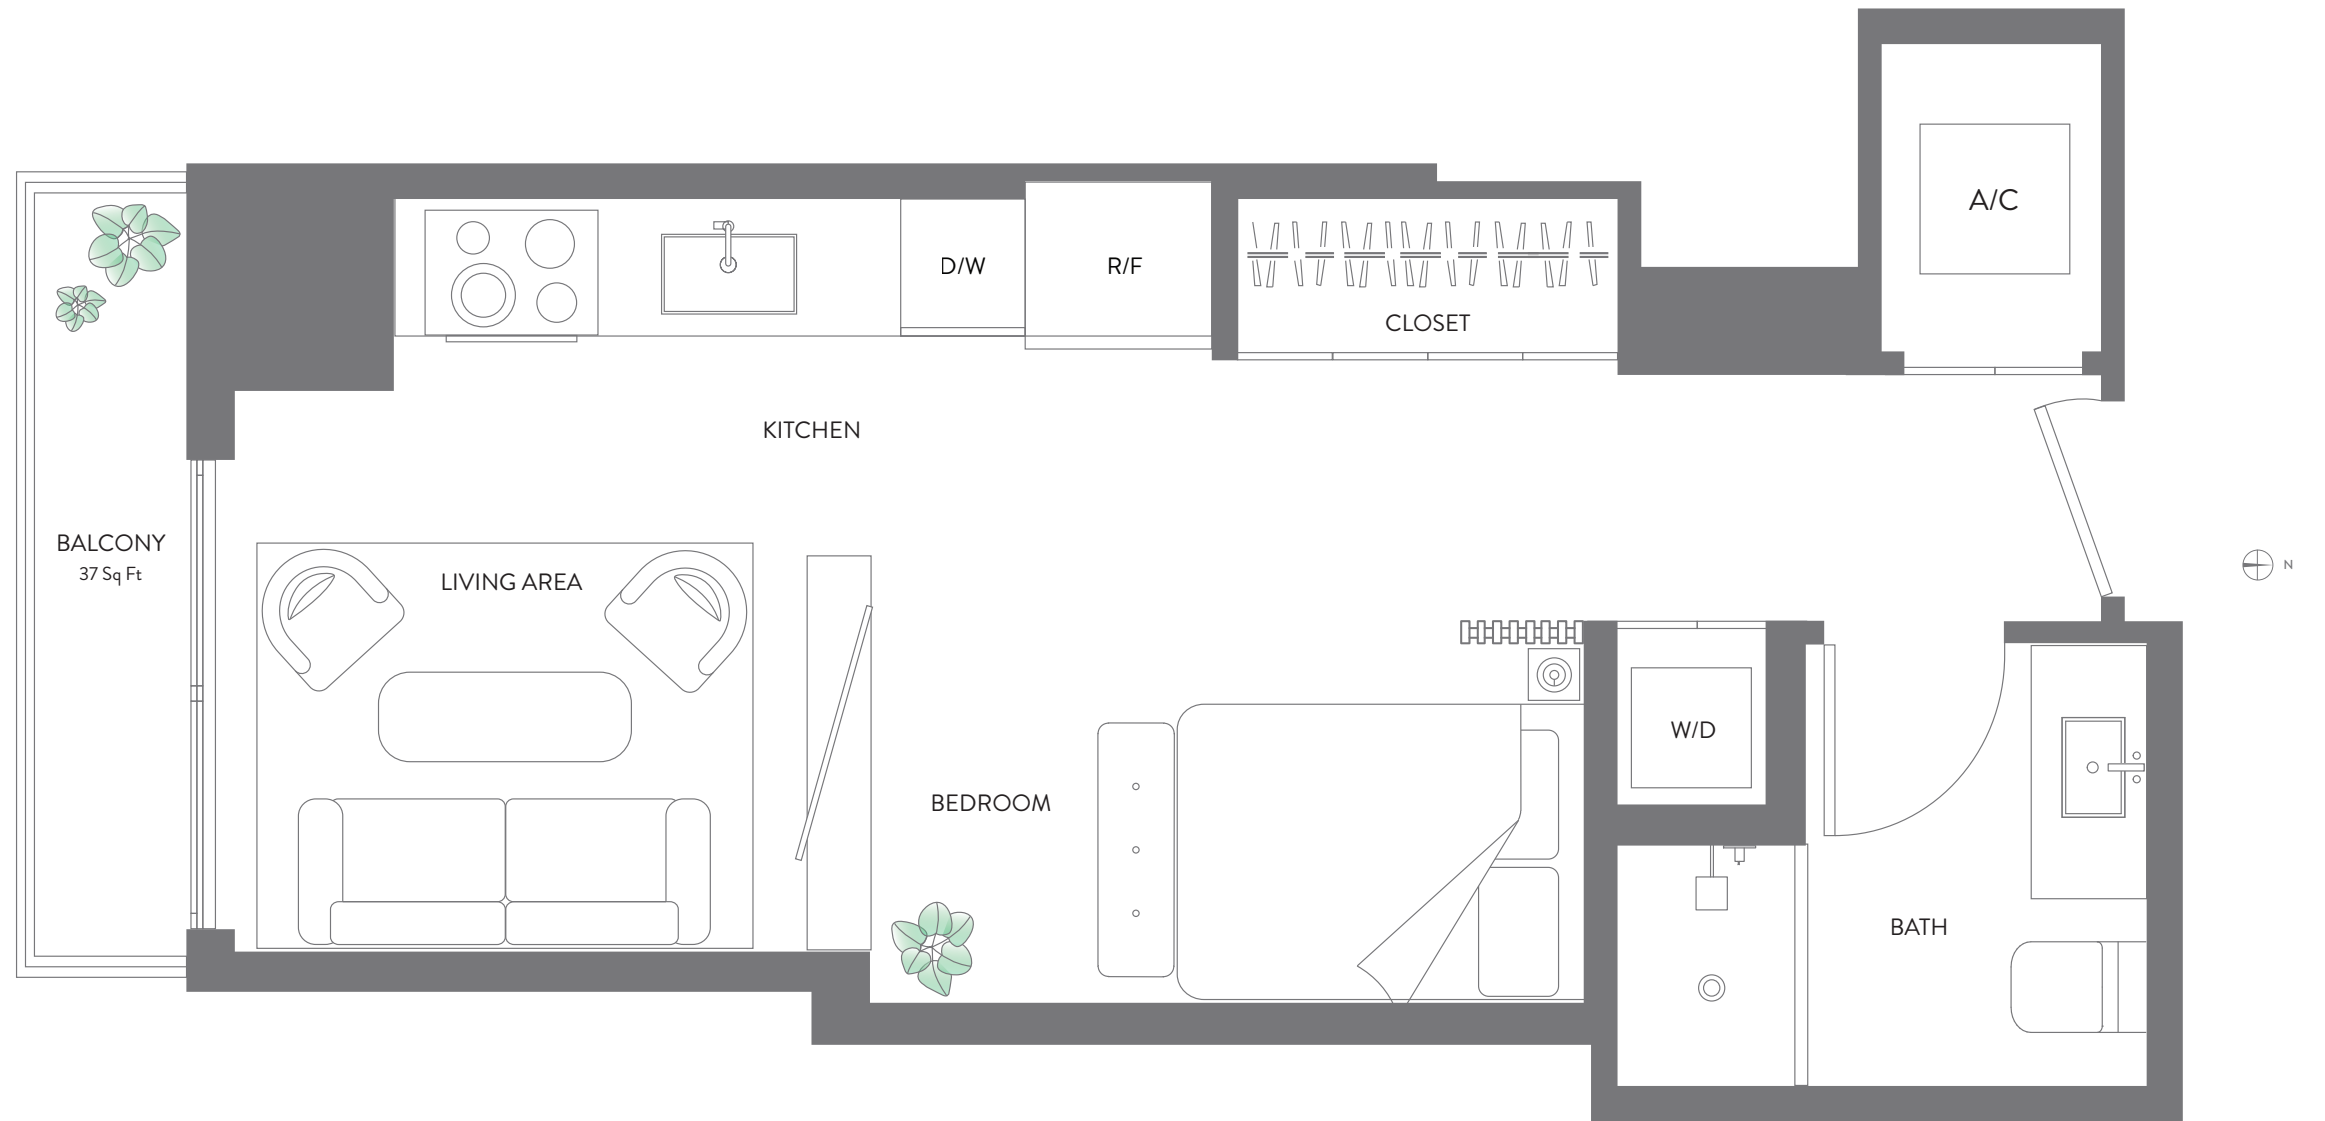 A/C
D/W
R/F
CLOSET
KITCHEN
BALCONY
37 Sq Ft
LIVING AREA
N
W/D
BEDROOM
BATH